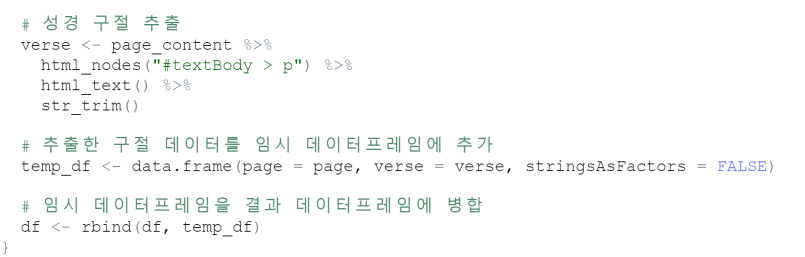 # 성경 구절 추출
verse <- page_content %>%
html_nodes("#textBody > p") %>%
html_text() %>%
str_trim()
# 추출한 구절 데이터를 임시 데이터프레임에 추가
temp_df <- data.frame(page = page, verse = verse, stringsAsFactors = FALSE)
# 임시 데이터프레임을 결과 데이터프레임에 병합
df <- rbind(df, temp_df)
}